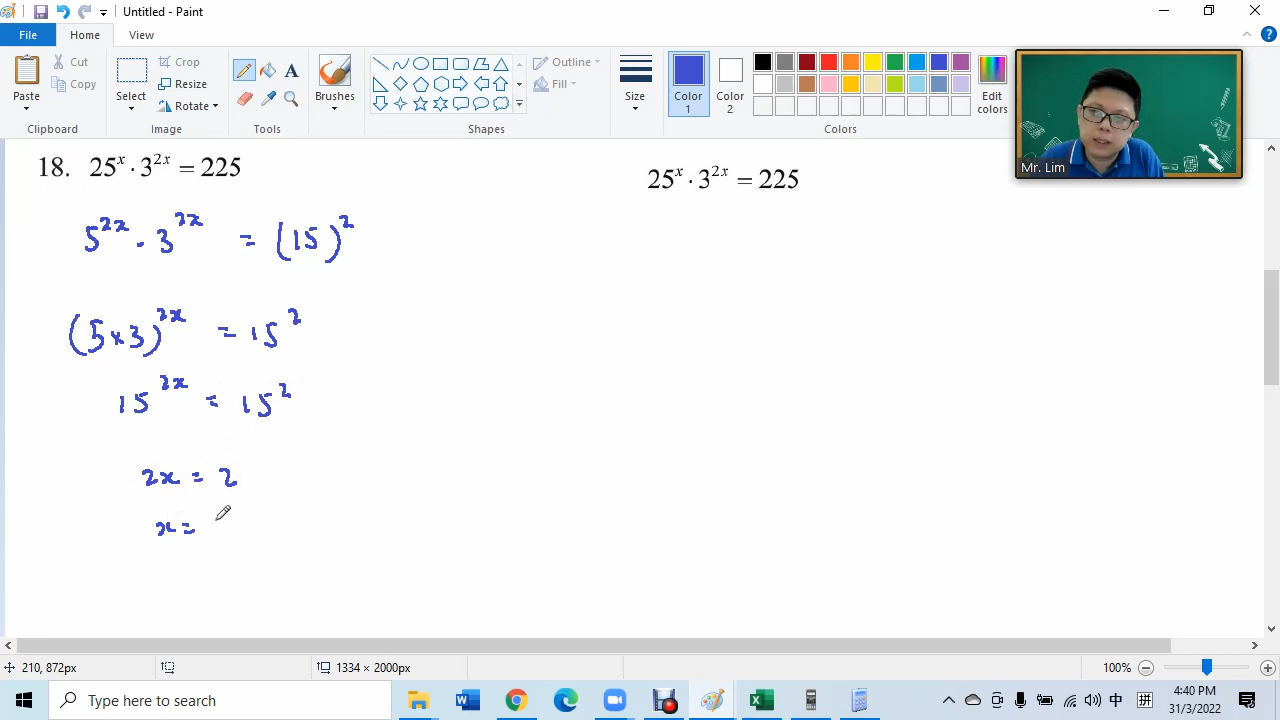 Untitled - Paint
File Home View
Paste Cut Copy Clipboard
Select Crop Resize Rotate Image
Tools
Brushes
Outline Fill Shapes
Size
Color 1 Color 2 Edit colors Colors
Mr. Lim
18. 25^x · 3^{2x} = 225
25^x · 3^{2x} = 225
5^{2x} · 3^{2x} = (15)^2
(5×3)^{2x} = 15^2
15^{2x} = 15^2
2x = 2
x =
210, 872px
1334 × 2000px
100%
Type here to search
中 拼
4:40 PM
31/3/2022